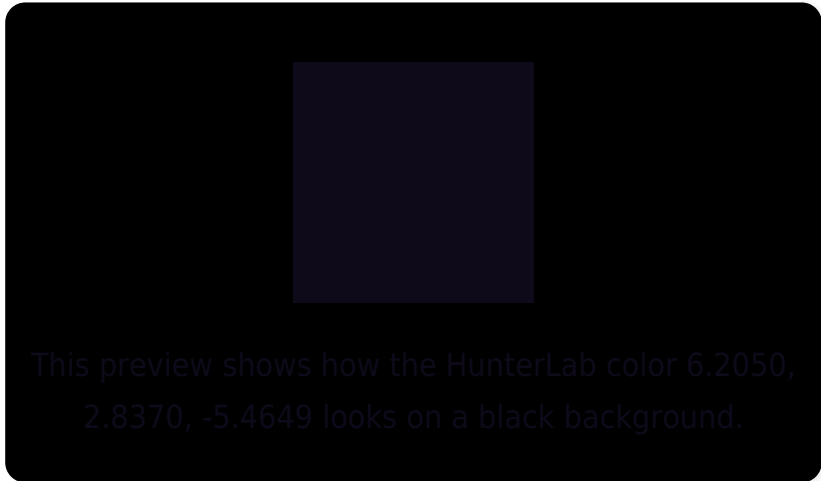 This preview shows how the HunterLab color 6.2050,
2.8370, -5.4649 looks on a black background.